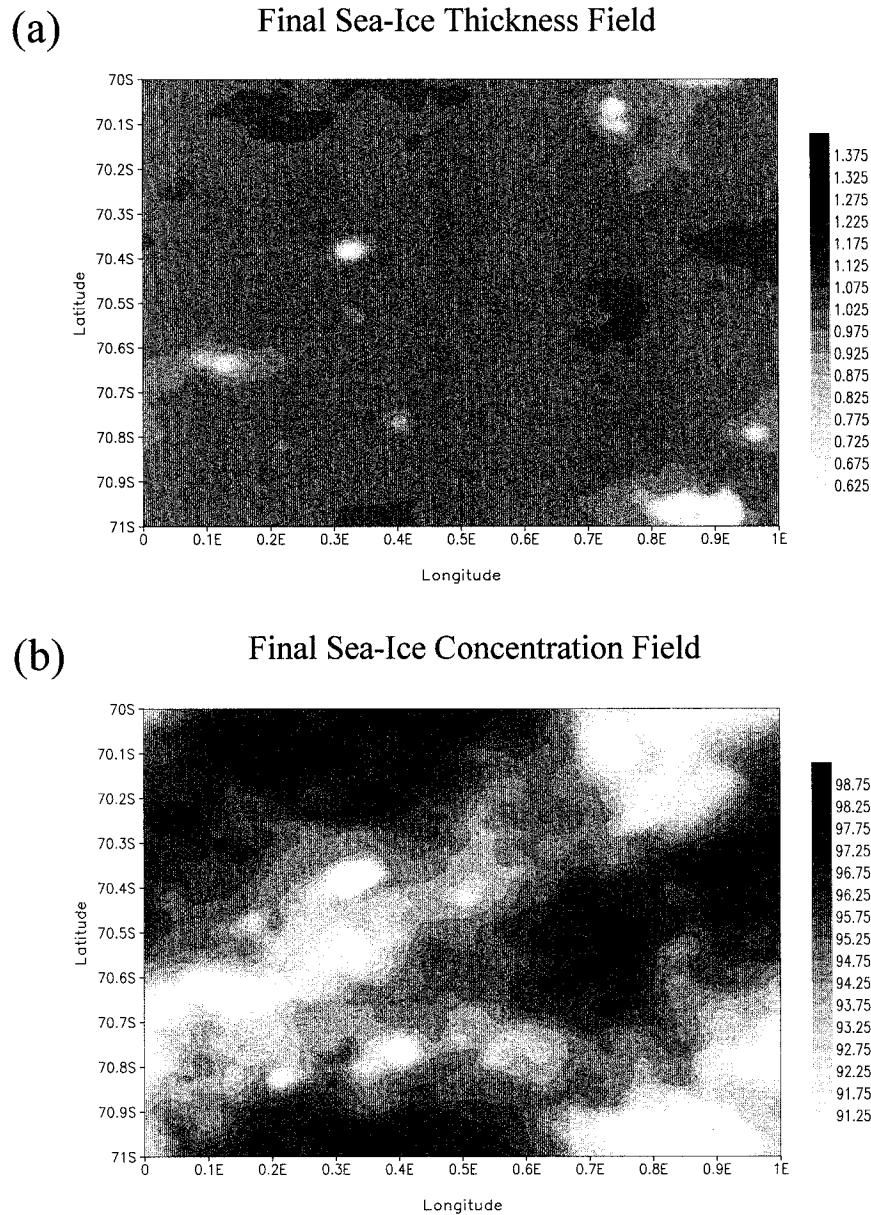 (a)
Final Sea-Ice Thickness Field
70S
70.1S
70.2S
70.3S
70.4S
70.5S
70.6S
70.7S
70.8S
70.9S
71S
Latitude
0 0.1E 0.2E 0.3E 0.4E 0.5E 0.6E 0.7E 0.8E 0.9E 1E
Longitude
1.375
1.325
1.275
1.225
1.175
1.125
1.075
1.025
0.975
0.925
0.875
0.825
0.775
0.725
0.675
0.625
(b)
Final Sea-Ice Concentration Field
70S
70.1S
70.2S
70.3S
70.4S
70.5S
70.6S
70.7S
70.8S
70.9S
71S
Latitude
0 0.1E 0.2E 0.3E 0.4E 0.5E 0.6E 0.7E 0.8E 0.9E 1E
Longitude
98.75
98.25
97.75
97.25
96.75
96.25
95.75
95.25
94.75
94.25
93.75
93.25
92.75
92.25
91.75
91.25